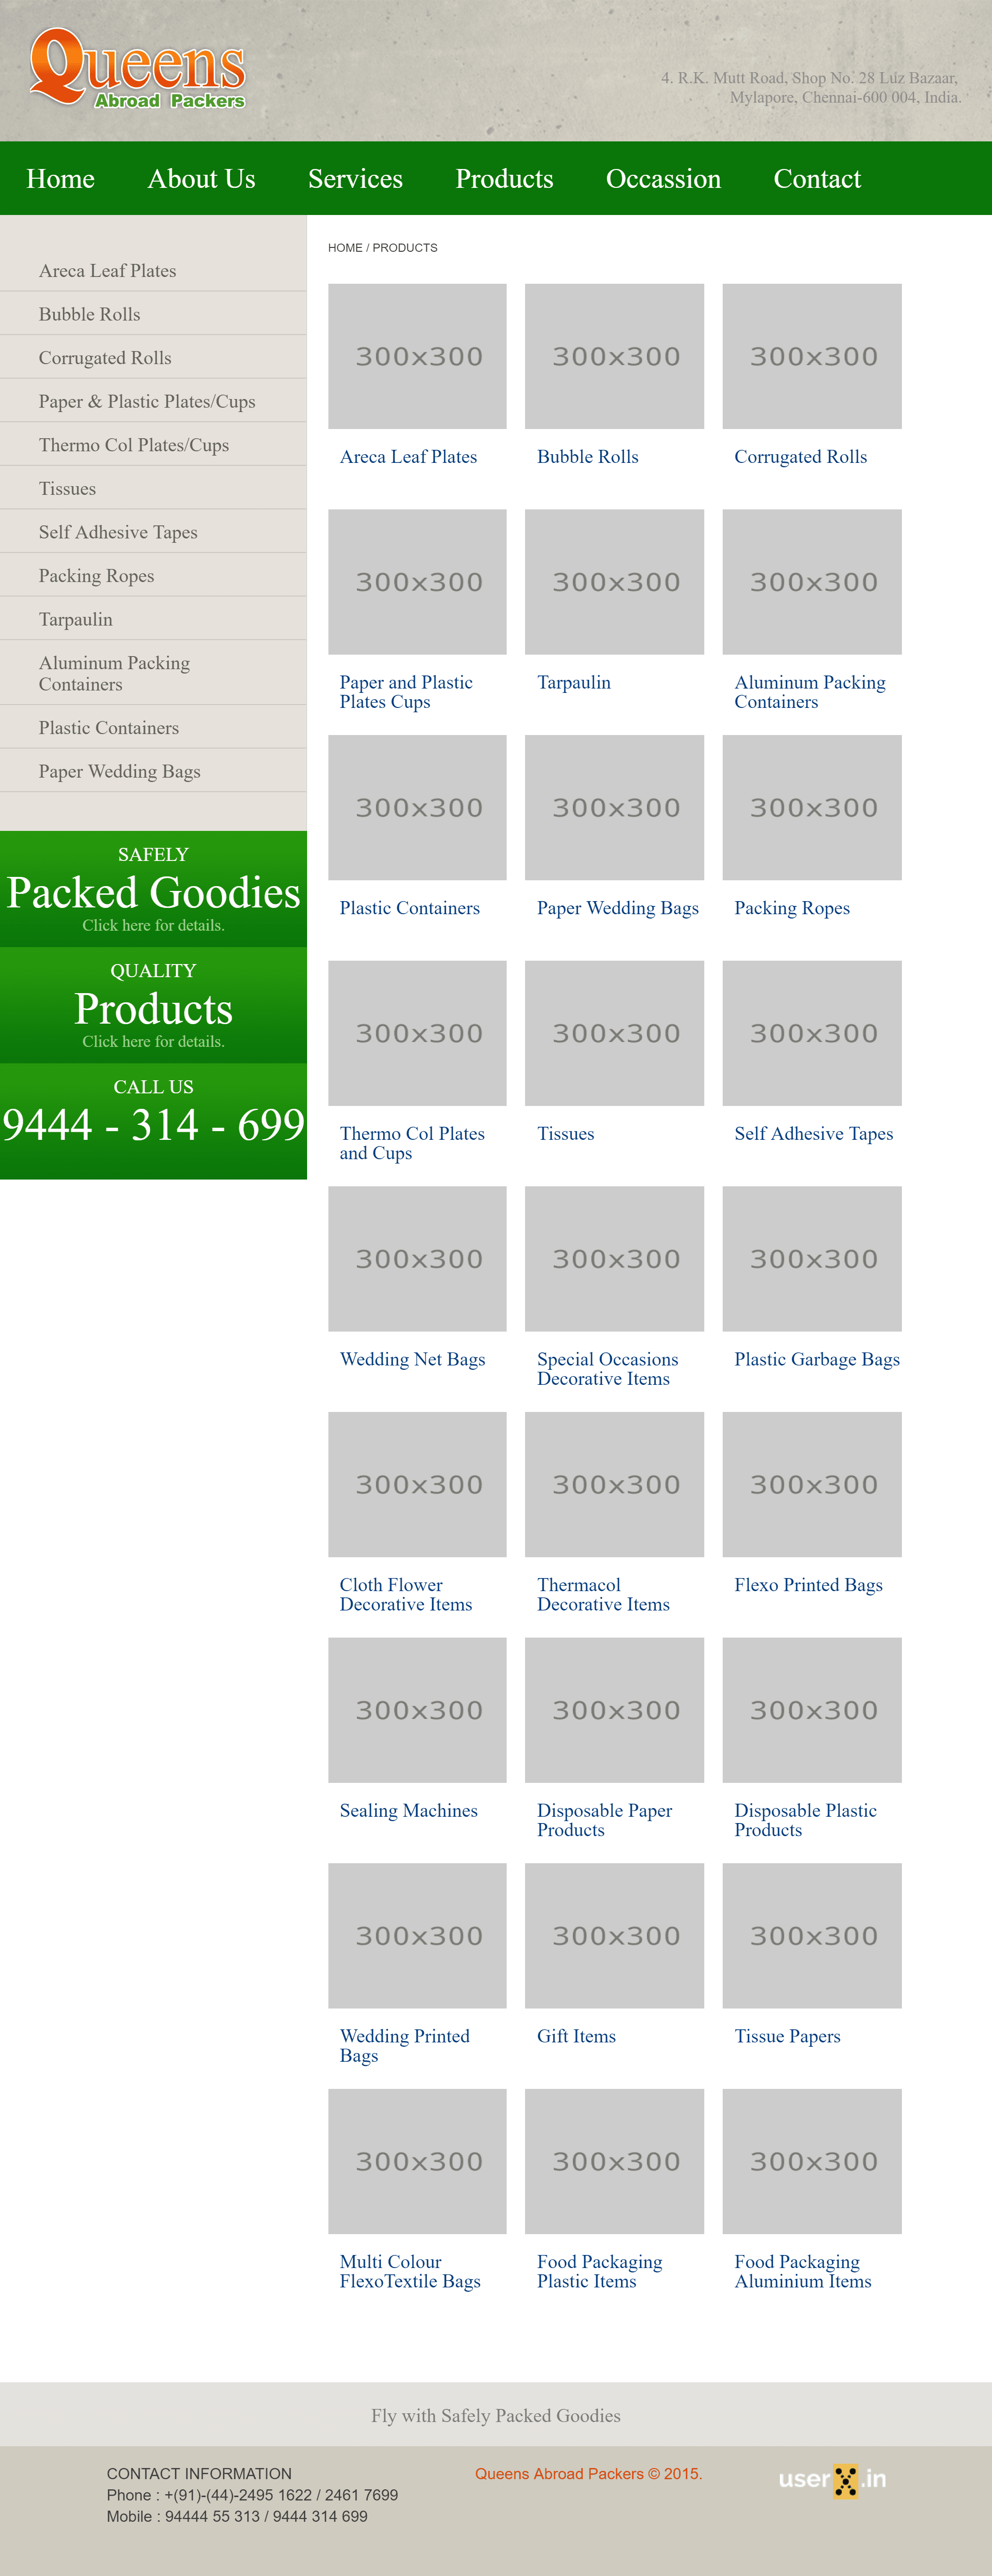 Queens
Abroad Packers
4. R.K. Mutt Road, Shop No. 28 Luz Bazaar,
Mylapore, Chennai-600 004, India.
Home About Us Services Products Occassion Contact
Areca Leaf Plates
Bubble Rolls
Corrugated Rolls
Paper & Plastic Plates/Cups
Thermo Col Plates/Cups
Tissues
Self Adhesive Tapes
Packing Ropes
Tarpaulin
Aluminum Packing
Containers
Plastic Containers
Paper Wedding Bags
SAFELY
Packed Goodies
Click here for details.
QUALITY
Products
Click here for details.
CALL US
9444 - 314 - 699
HOME / PRODUCTS
300x300 300x300 300x300
Areca Leaf Plates Bubble Rolls Corrugated Rolls
300x300 300x300 300x300
Paper and Plastic Tarpaulin Aluminum Packing
Plates Cups Containers
300x300 300x300 300x300
Plastic Containers Paper Wedding Bags Packing Ropes
300x300 300x300 300x300
Thermo Col Plates Tissues Self Adhesive Tapes
and Cups
300x300 300x300 300x300
Wedding Net Bags Special Occasions Plastic Garbage Bags
Decorative Items
300x300 300x300 300x300
Cloth Flower Thermacol Flexo Printed Bags
Decorative Items Decorative Items
300x300 300x300 300x300
Sealing Machines Disposable Paper Disposable Plastic
Products Products
300x300 300x300 300x300
Wedding Printed Gift Items Tissue Papers
Bags
300x300 300x300 300x300
Multi Colour Food Packaging Food Packaging
FlexoTextile Bags Plastic Items Aluminium Items
Fly with Safely Packed Goodies
CONTACT INFORMATION
Phone : +(91)-(44)-2495 1622 / 2461 7699
Mobile : 94444 55 313 / 9444 314 699
Queens Abroad Packers © 2015.
userX.in